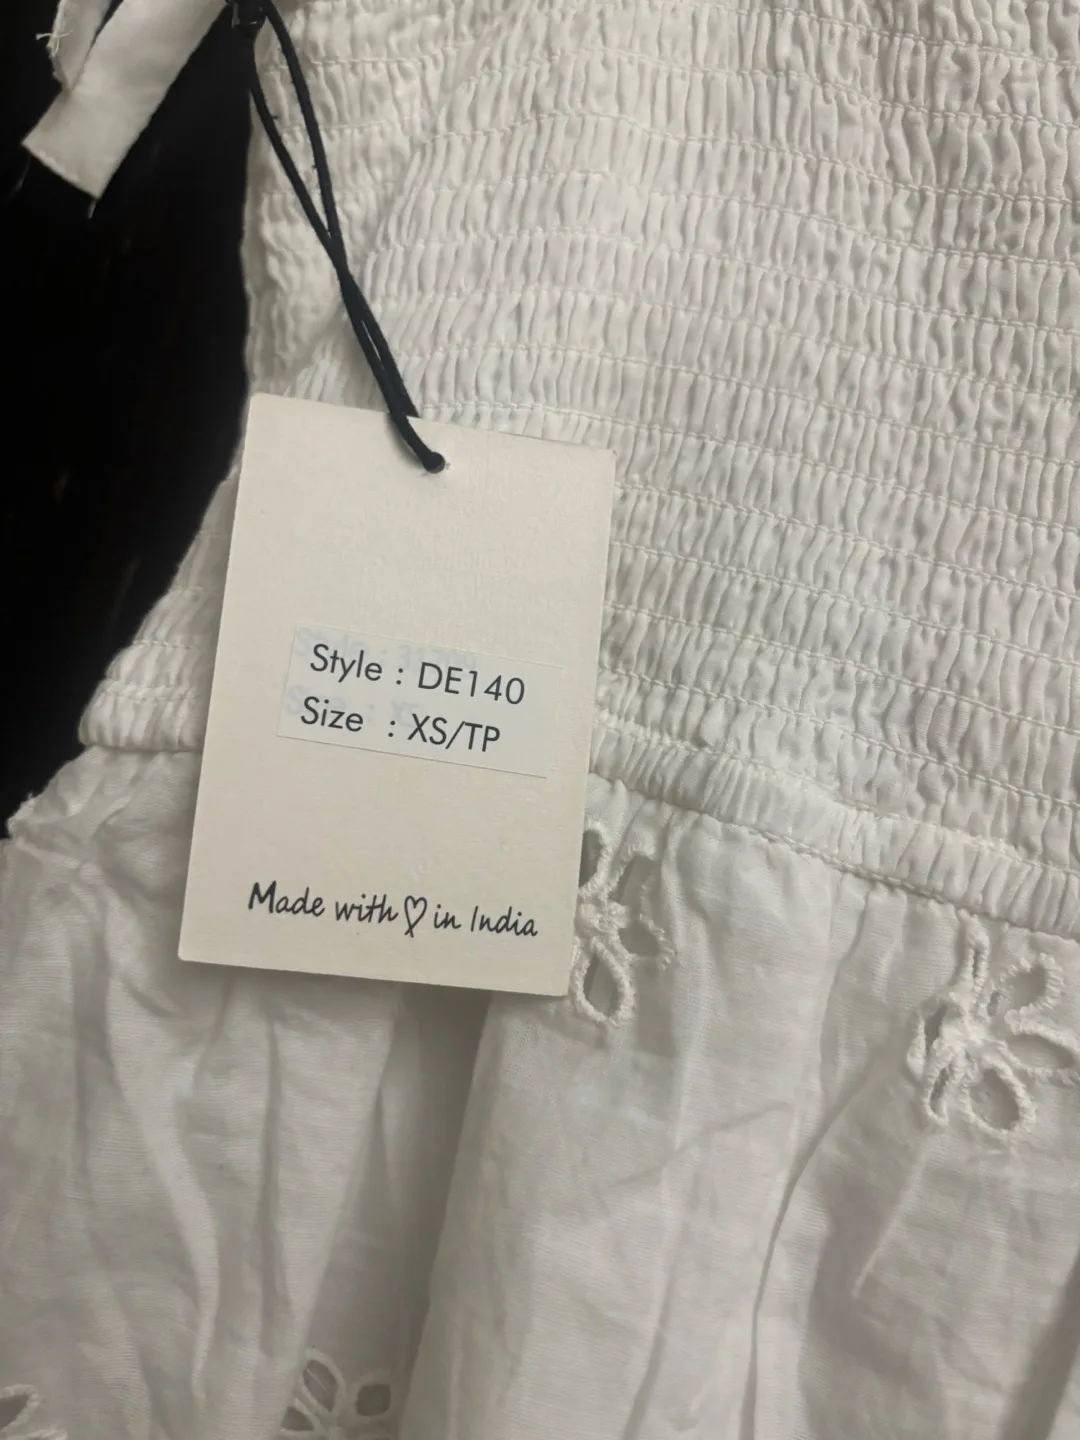 Style : DE140
Size : XS/TP
Made with ♡ in India